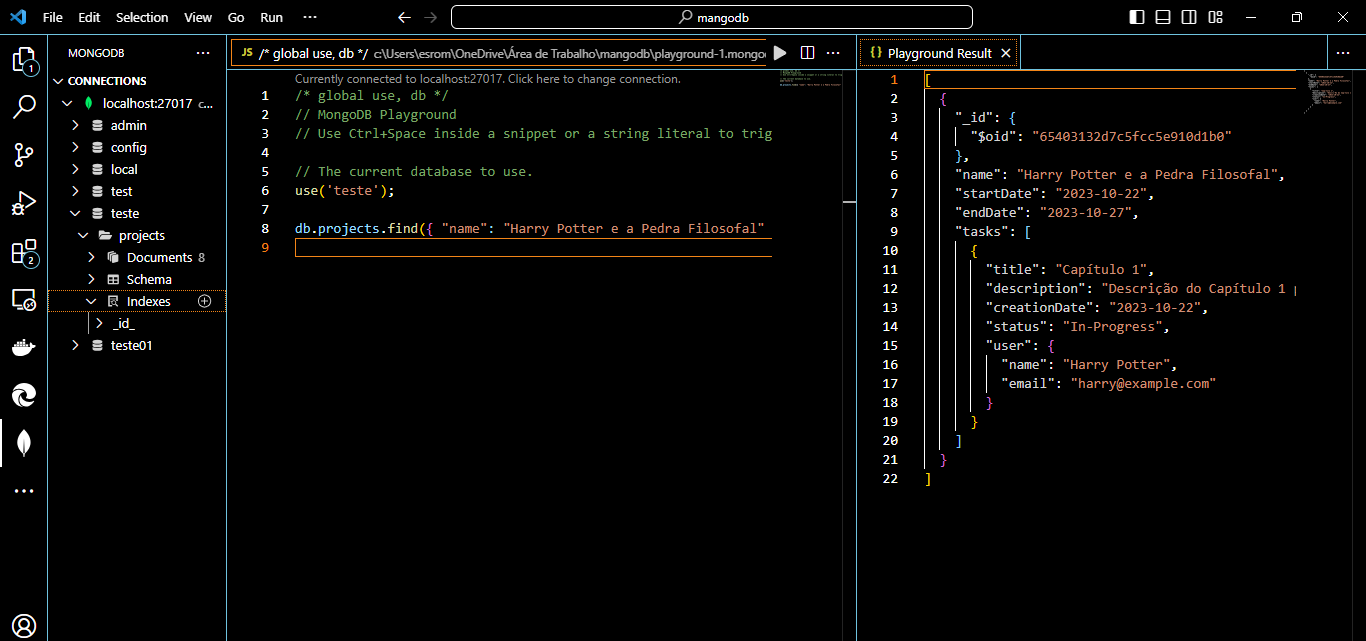 File Edit Selection View Go Run ··· mangodb
MONGODB ···
CONNECTIONS
localhost:27017 c...
admin
config
local
test
teste
projects
Documents 8
Schema
Indexes
_id_
teste01
1
2
JS /* global use, db */ c:\Users\esrom\OneDrive\Área de Trabalho\mangodb\playground-1.mongo
Currently connected to localhost:27017. Click here to change connection.
1 /* global use, db */
2 // MongoDB Playground
3 // Use Ctrl+Space inside a snippet or a string literal to trig
4
5 // The current database to use.
6 use('teste');
7
8 db.projects.find({ "name": "Harry Potter e a Pedra Filosofal"
9
{} Playground Result
1 [
2 {
3 "_id": {
4 "$oid": "65403132d7c5fcc5e910d1b0"
5 },
6 "name": "Harry Potter e a Pedra Filosofal",
7 "startDate": "2023-10-22",
8 "endDate": "2023-10-27",
9 "tasks": [
10 {
11 "title": "Capítulo 1",
12 "description": "Descrição do Capítulo 1
13 "creationDate": "2023-10-22",
14 "status": "In-Progress",
15 "user": {
16 "name": "Harry Potter",
17 "email": "harry@example.com"
18 }
19 }
20 ]
21 }
22 ]